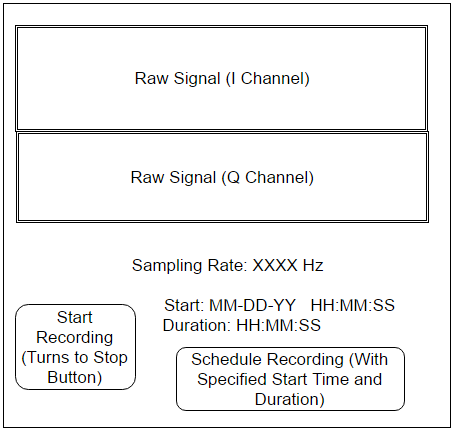 Raw Signal (I Channel)
Raw Signal (Q Channel)
Sampling Rate: XXXX Hz
Start: MM-DD-YY HH:MM:SS
Duration: HH:MM:SS
Start
Recording
(Turns to Stop
Button)
Schedule Recording (With
Specified Start Time and
Duration)